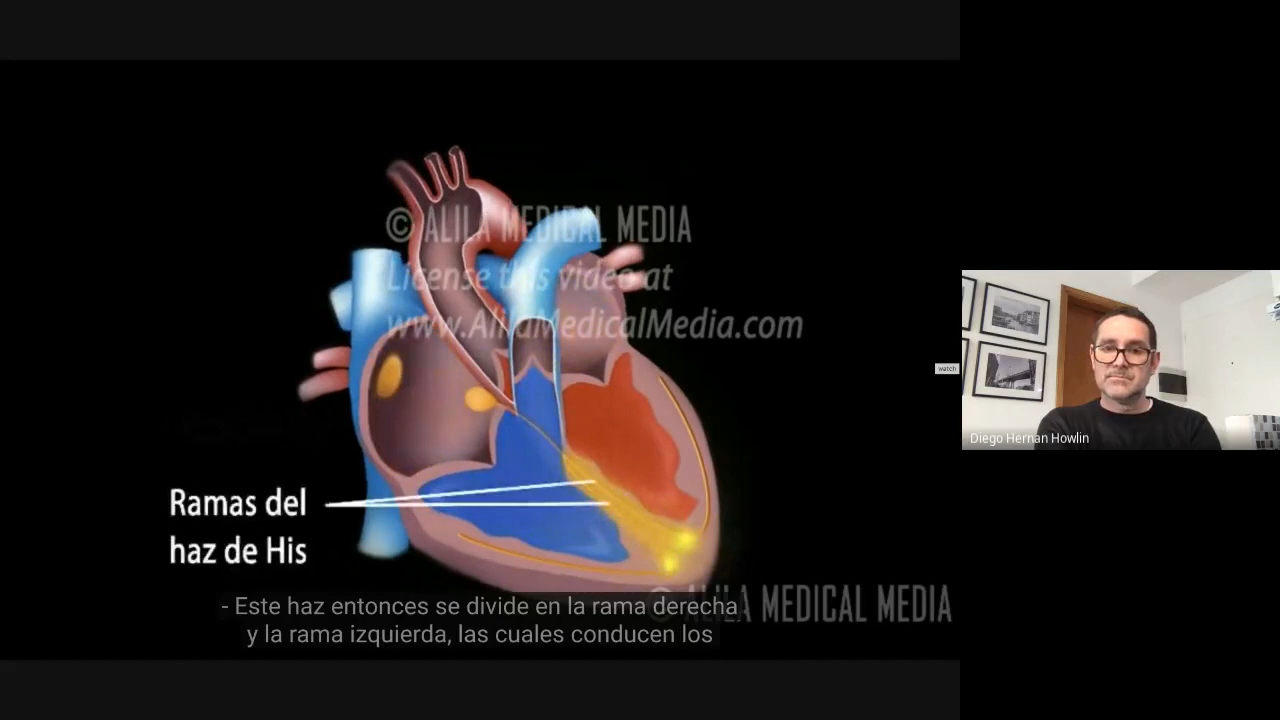 © ALILA MEDICAL MEDIA
License this video at
www.AlilaMedicalMedia.com
watch
Diego Hernan Howlin
Ramas del
haz de His
© ALILA MEDICAL MEDIA
- Este haz entonces se divide en la rama derecha
y la rama izquierda, las cuales conducen los